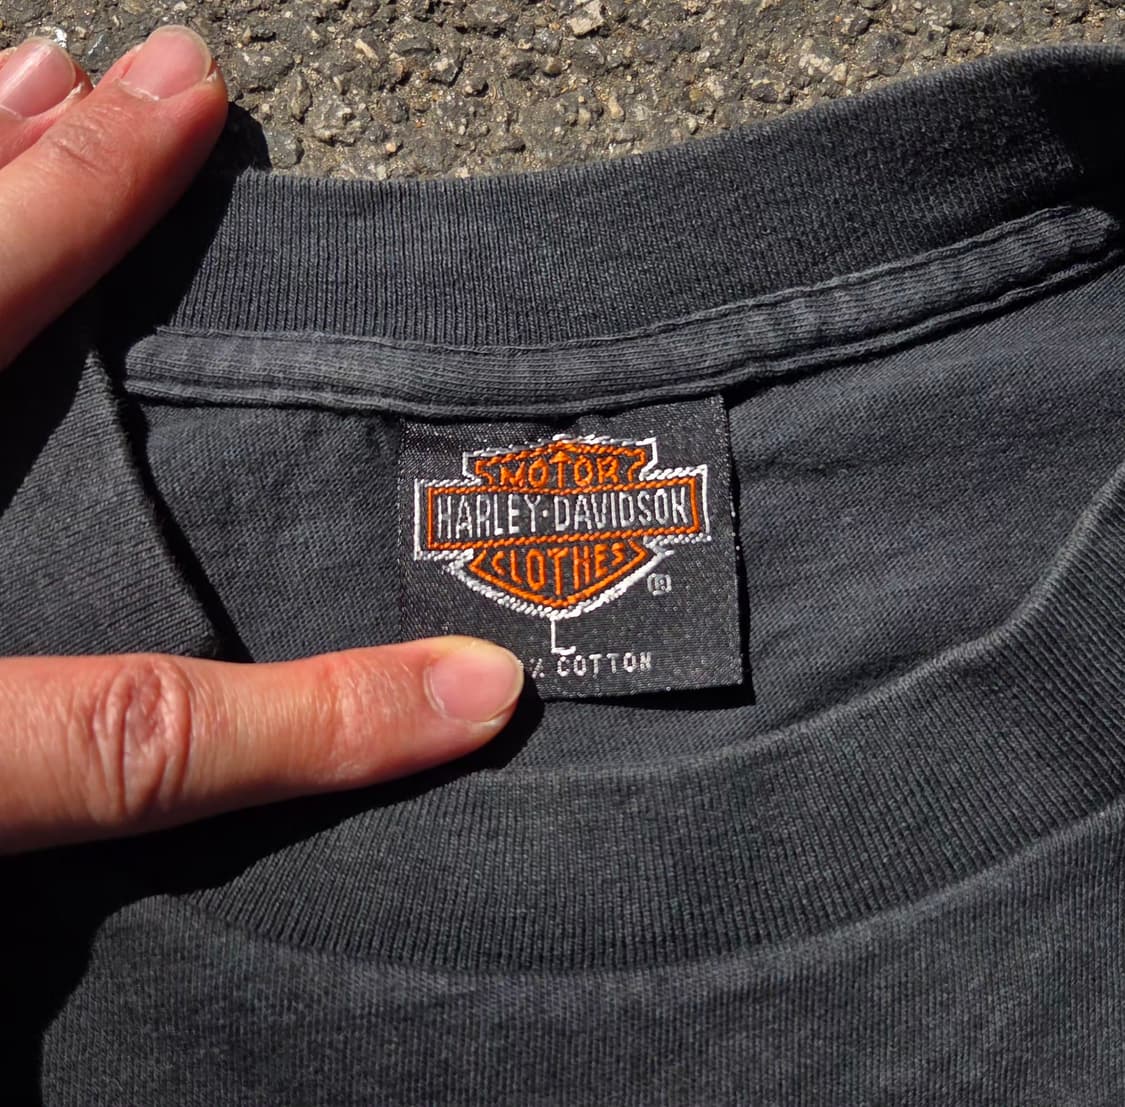 MOTOR
HARLEY-DAVIDSON
CLOTHES
®
L
% COTTON